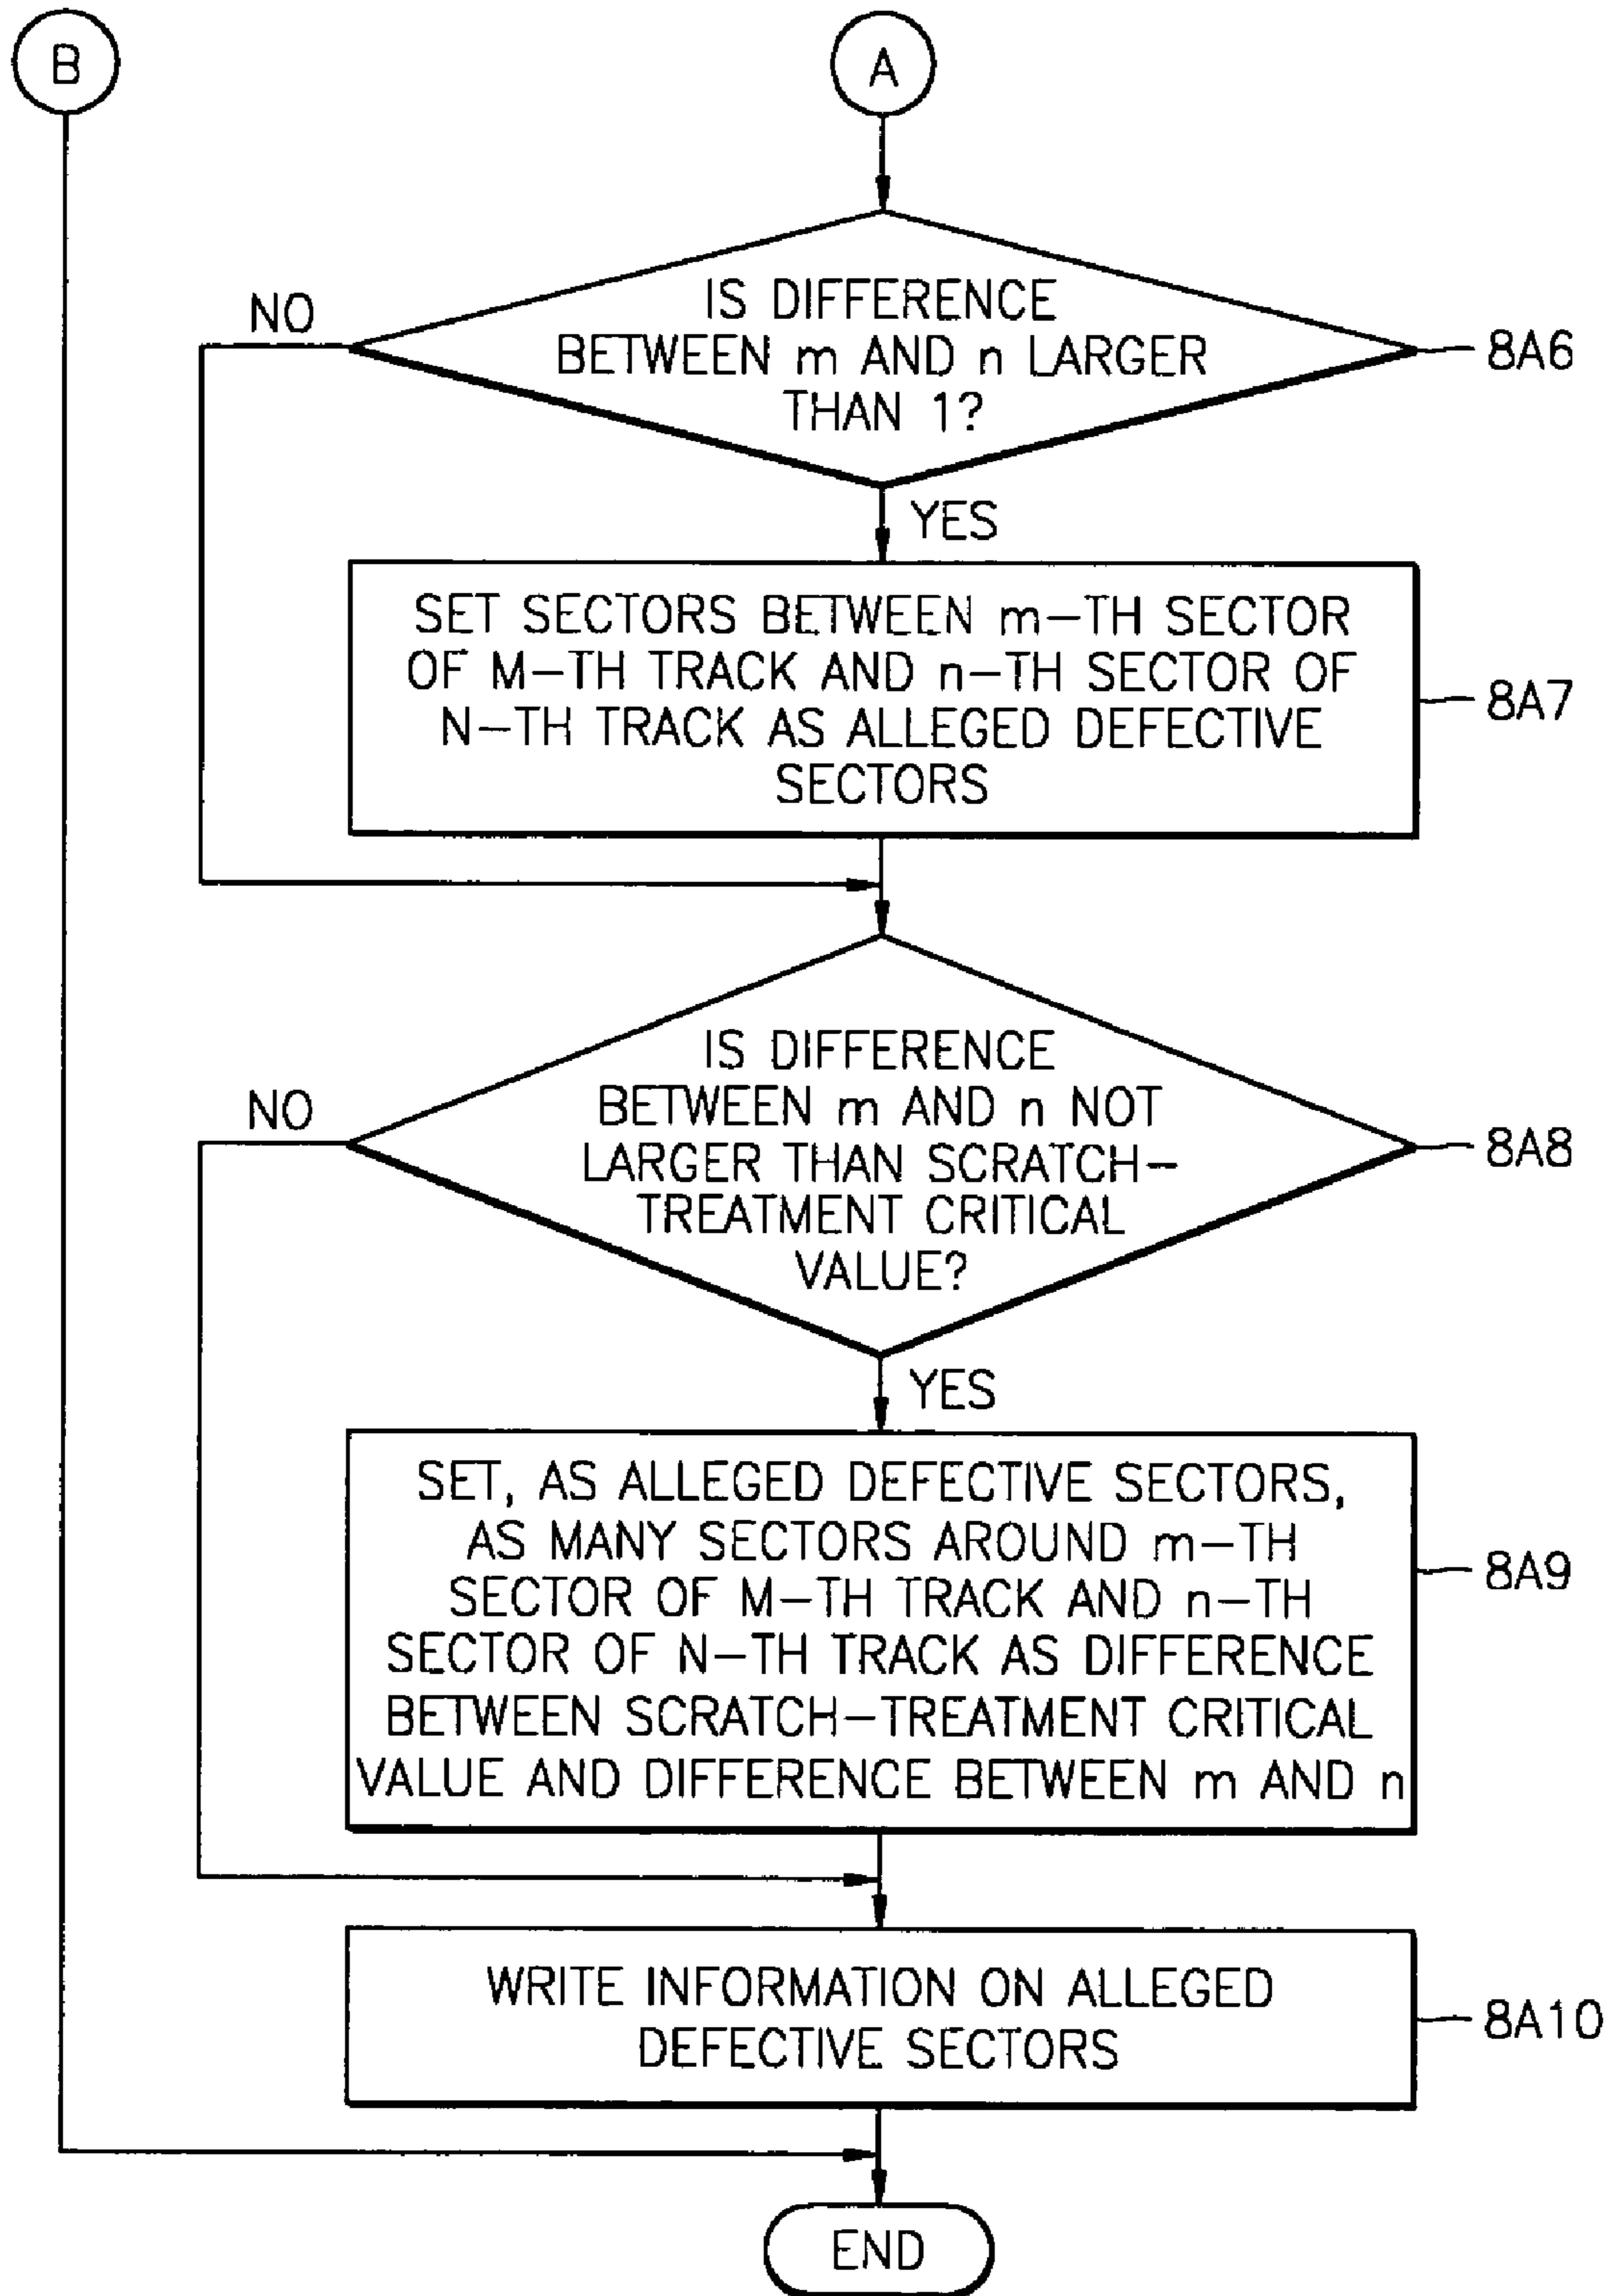 B
A
IS DIFFERENCE
BETWEEN m AND n LARGER
THAN 1?
NO
8A6
YES
SET SECTORS BETWEEN m-TH SECTOR
OF M-TH TRACK AND n-TH SECTOR OF
N-TH TRACK AS ALLEGED DEFECTIVE
SECTORS
8A7
IS DIFFERENCE
BETWEEN m AND n NOT
LARGER THAN SCRATCH-
TREATMENT CRITICAL
VALUE?
NO
8A8
YES
SET, AS ALLEGED DEFECTIVE SECTORS,
AS MANY SECTORS AROUND m-TH
SECTOR OF M-TH TRACK AND n-TH
SECTOR OF N-TH TRACK AS DIFFERENCE
BETWEEN SCRATCH-TREATMENT CRITICAL
VALUE AND DIFFERENCE BETWEEN m AND n
8A9
WRITE INFORMATION ON ALLEGED
DEFECTIVE SECTORS
8A10
END